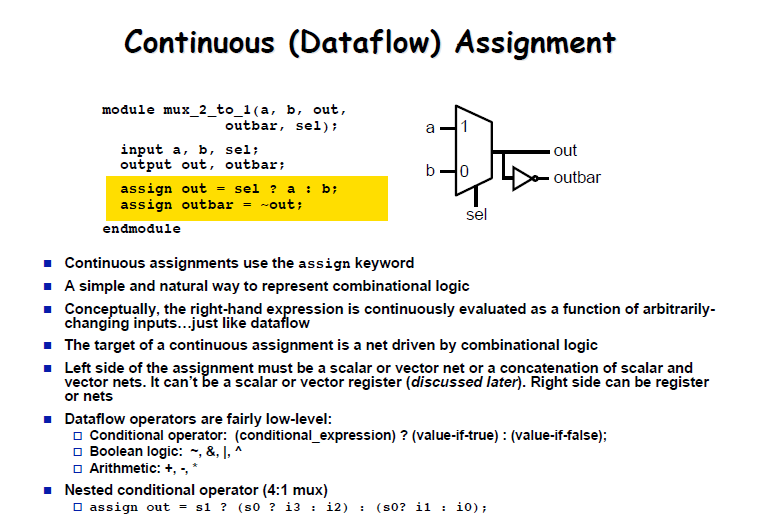 Continuous (Dataflow) Assignment
module mux_2_to_1(a, b, out,
outbar, sel);
input a, b, sel;
output out, outbar;
assign out = sel ? a : b;
assign outbar = ~out;
endmodule
a
1
b
0
out
outbar
sel
Continuous assignments use the assign keyword
A simple and natural way to represent combinational logic
Conceptually, the right-hand expression is continuously evaluated as a function of arbitrarily-
changing inputs…just like dataflow
The target of a continuous assignment is a net driven by combinational logic
Left side of the assignment must be a scalar or vector net or a concatenation of scalar and
vector nets. It can't be a scalar or vector register (discussed later). Right side can be register
or nets
Dataflow operators are fairly low-level:
Conditional operator: (conditional_expression) ? (value-if-true) : (value-if-false);
Boolean logic: ~, &, |, ^
Arithmetic: +, -, *
Nested conditional operator (4:1 mux)
assign out = s1 ? (s0 ? i3 : i2) : (s0? i1 : i0);